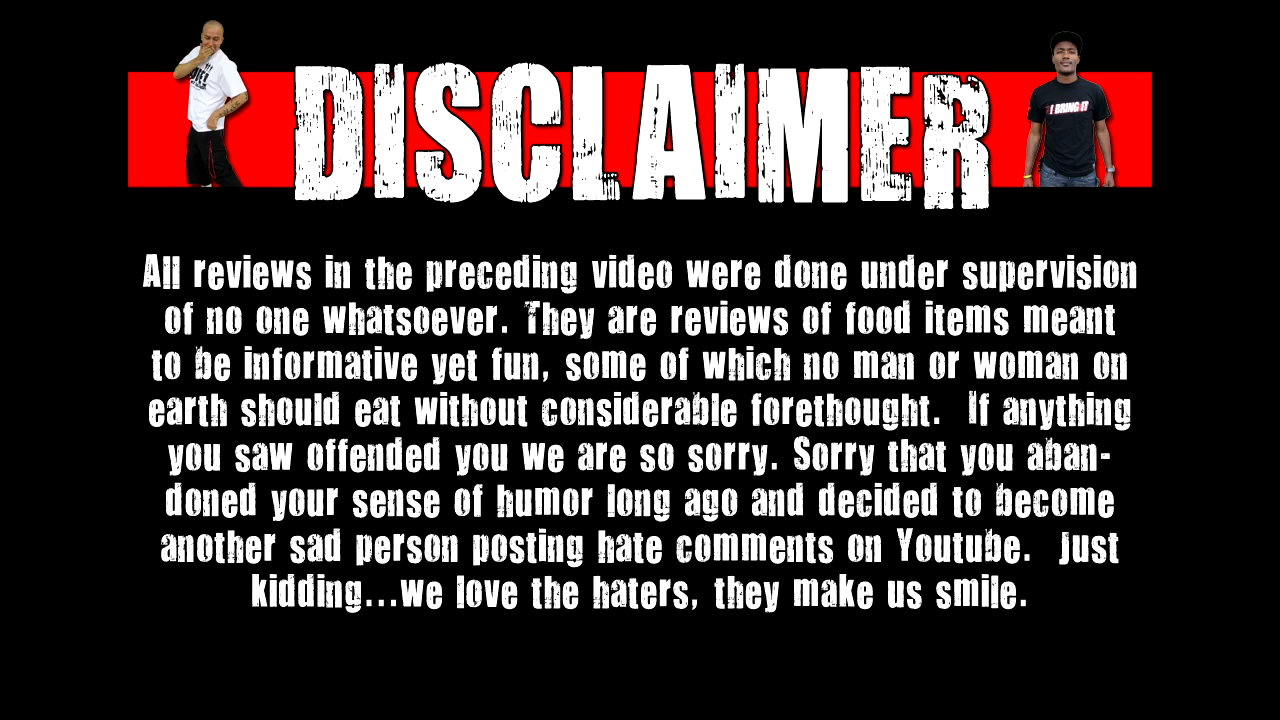 DISCLAIMER
I BRING IT
All reviews in the preceding video were done under supervision
of no one whatsoever. They are reviews of food items meant
to be informative yet fun, some of which no man or woman on
earth should eat without considerable forethought. If anything
you saw offended you we are so sorry. Sorry that you aban-
doned your sense of humor long ago and decided to become
another sad person posting hate comments on Youtube. Just
kidding...we love the haters, they make us smile.